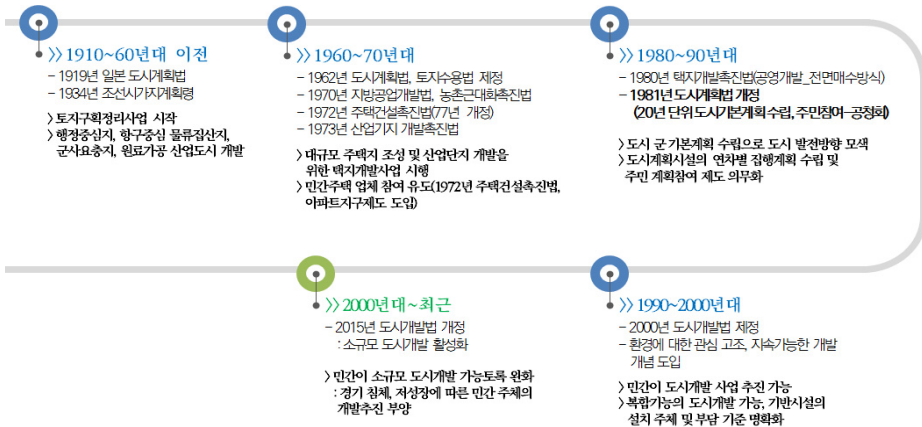 >> 1910~60년대 이전
- 1919년 일본 도시계획법
- 1934년 조선시가지계획령
> 토지구획정리사업 시작
> 행정중심지, 항구중심 물류집산지,
군사요충지, 원료가공 산업도시 개발
>> 1960~70년대
- 1962년 도시계획법, 토지수용법 제정
- 1970년 지방공업개발법, 농촌근대화촉진법
- 1972년 주택건설촉진법(77년 개정)
- 1973년 산업기지 개발촉진법
> 대규모 주택지 조성 및 산업단지 개발을
위한 택지개발사업 시행
> 민간주택 업체 참여 유도(1972년 주택건설촉진법,
아파트지구제도 도입)
>> 1980~90년대
- 1980년 택지개발촉진법(공영개발_전면매수방식)
- 1981년 도시계획법 개정
(20년 단위 도시기본계획 수립, 주민참여-공청회)
> 도시 군 기본계획 수립으로 도시 발전방향 모색
> 도시계획시설의 연차별 집행계획 수립 및
주민 계획참여 제도 의무화
>> 1990~2000년대
- 2000년 도시개발법 제정
- 환경에 대한 관심 고조, 지속가능한 개발
개념 도입
> 민간이 도시개발 사업 추진 가능
> 복합기능의 도시개발 가능, 기반시설의
설치 주체 및 부담 기준 명확화
>> 2000년대~최근
- 2015년 도시개발법 개정
: 소규모 도시개발 활성화
> 민간이 소규모 도시개발 가능토록 완화
: 경기 침체, 저성장에 따른 민간 주체의
개발추진 부양